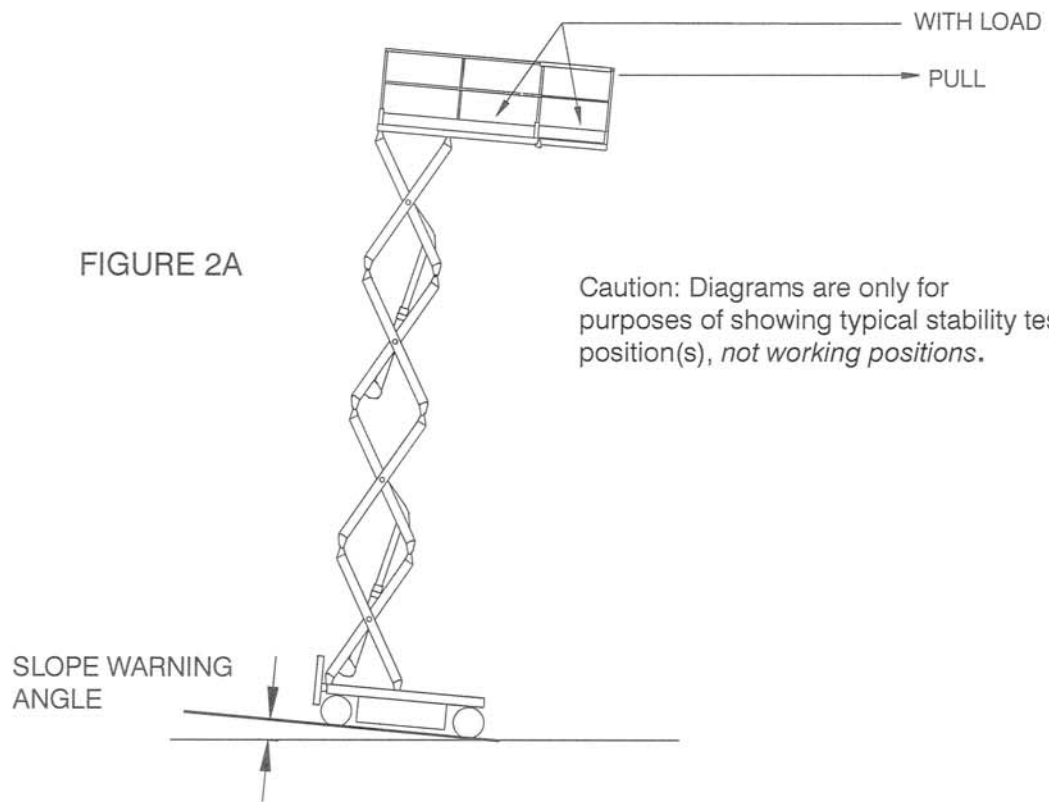 WITH LOAD
PULL
FIGURE 2A
Caution: Diagrams are only for
purposes of showing typical stability tes
position(s), not working positions.
SLOPE WARNING
ANGLE